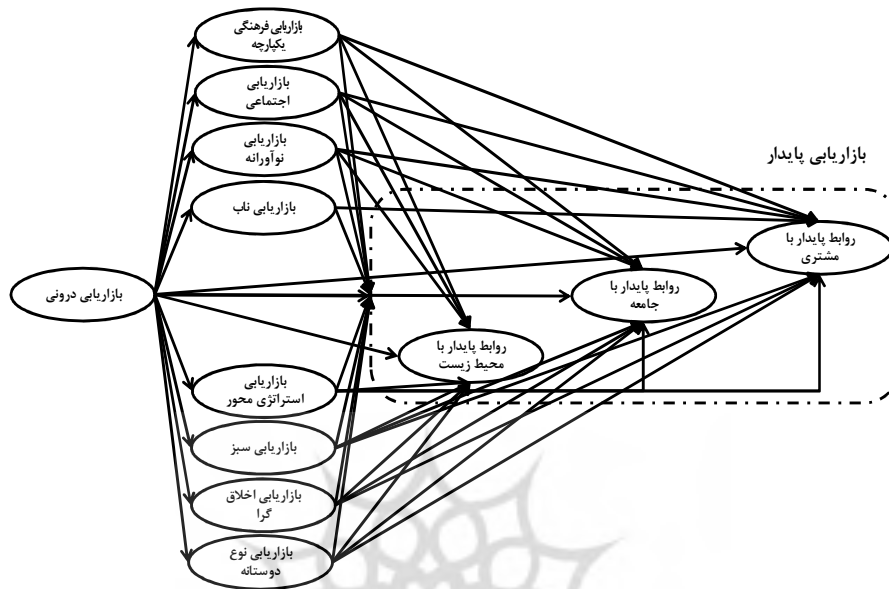 بازاریابی فرهنگی
یکپارچه
بازاریابی
اجتماعی
بازاریابی
نوآورانه
بازاریابی ناب
بازاریابی پایدار
روابط پایدار با
مشتری
روابط پایدار با
جامعه
بازاریابی درونی
روابط پایدار با
محیط زیست
بازاریابی
استراتژی محور
بازاریابی سبز
بازاریابی اخلاق
گرا
بازاریابی نوع
دوستانه